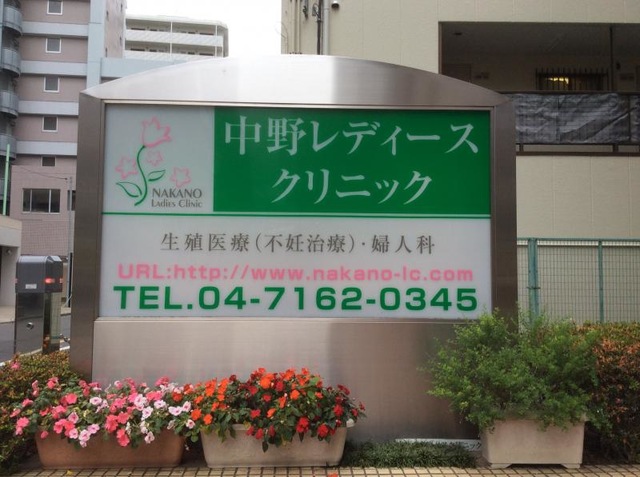 中野レディース
クリニック
NAKANO
LADIES CLINIC
生殖医療(不妊治療)・婦人科
URL:http://www.nakano-lc.com
TEL.04-7162-0345